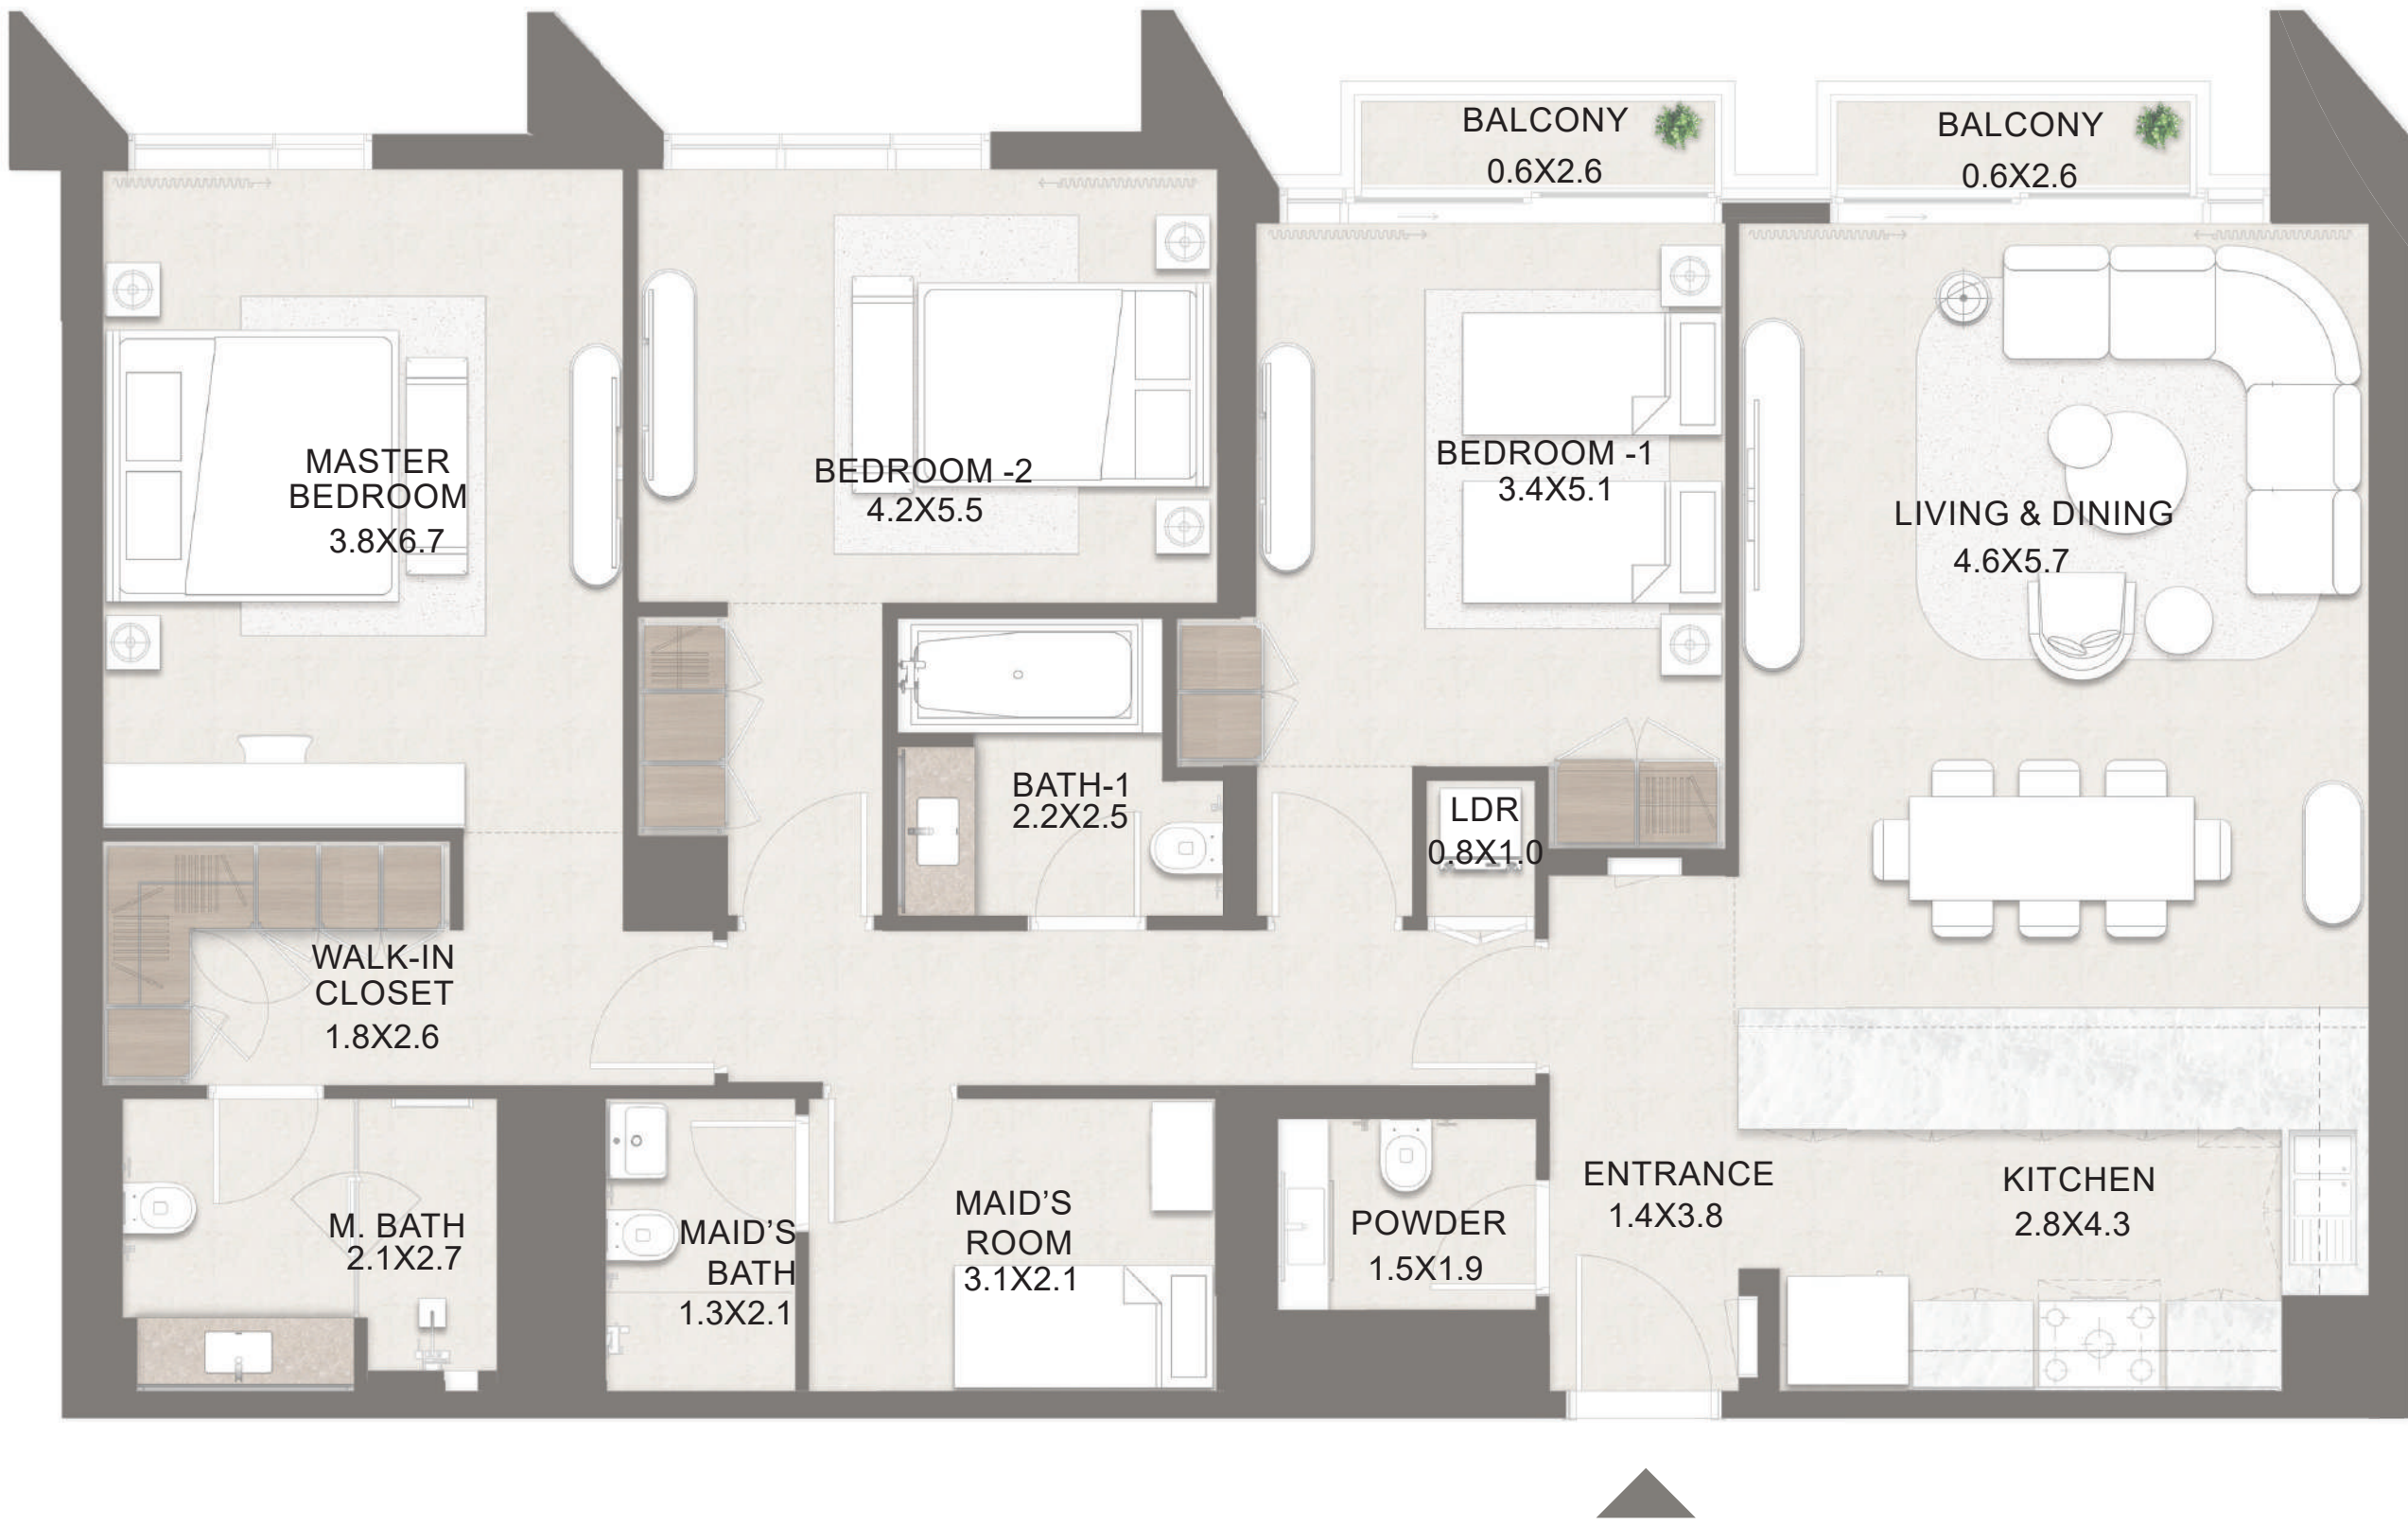 BALCONY
0.6X2.6
BALCONY
0.6X2.6
MASTER
BEDROOM
3.8X6.7
BEDROOM -2
4.2X5.5
BEDROOM -1
3.4X5.1
LIVING & DINING
4.6X5.7
BATH-1
2.2X2.5
LDR
0.8X1.0
WALK-IN
CLOSET
1.8X2.6
M. BATH
2.1X2.7
MAID'S
BATH
1.3X2.1
MAID'S
ROOM
3.1X2.1
POWDER
1.5X1.9
ENTRANCE
1.4X3.8
KITCHEN
2.8X4.3